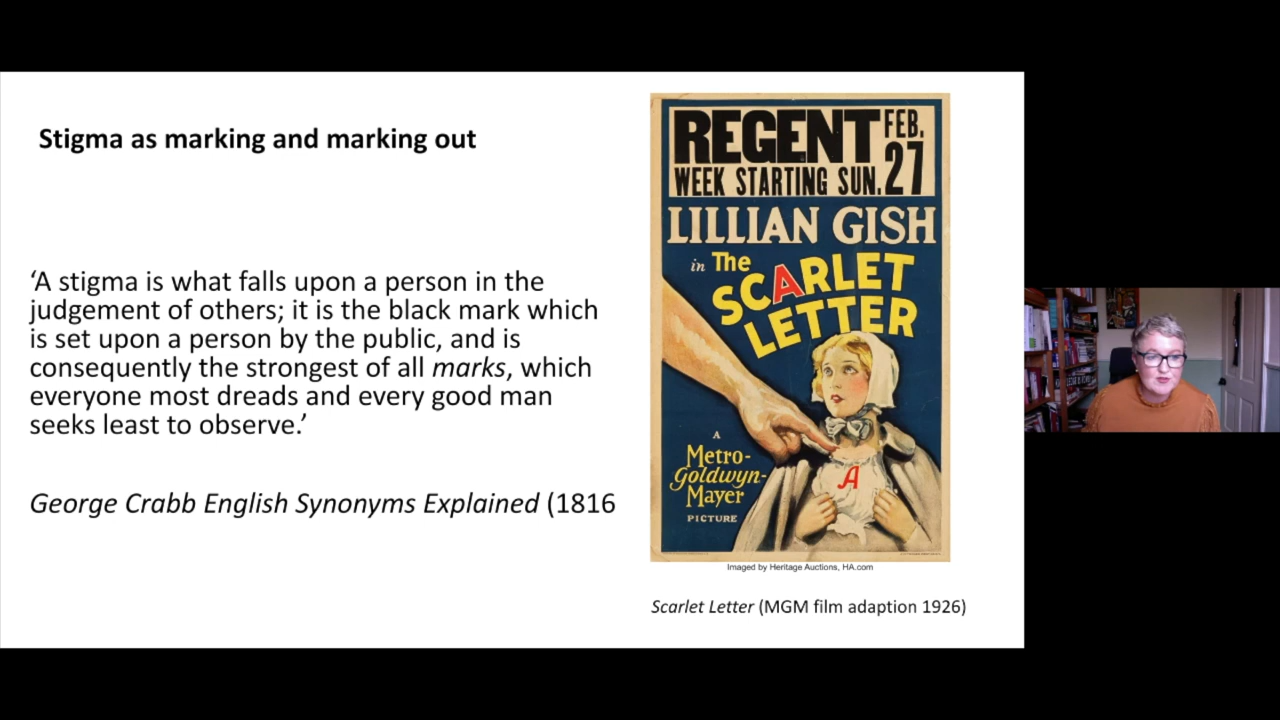 Stigma as marking and marking out
‘A stigma is what falls upon a person in the
judgement of others; it is the black mark which
is set upon a person by the public, and is
consequently the strongest of all marks, which
everyone most dreads and every good man
seeks least to observe.’
George Crabb English Synonyms Explained (1816
REGENT FEB.
WEEK STARTING SUN. 27
LILLIAN GISH
in The
SCARLET
LETTER
A
A
Metro-
Goldwyn-
Mayer
PICTURE
Imaged by Heritage Auctions, HA.com
Scarlet Letter (MGM film adaption 1926)